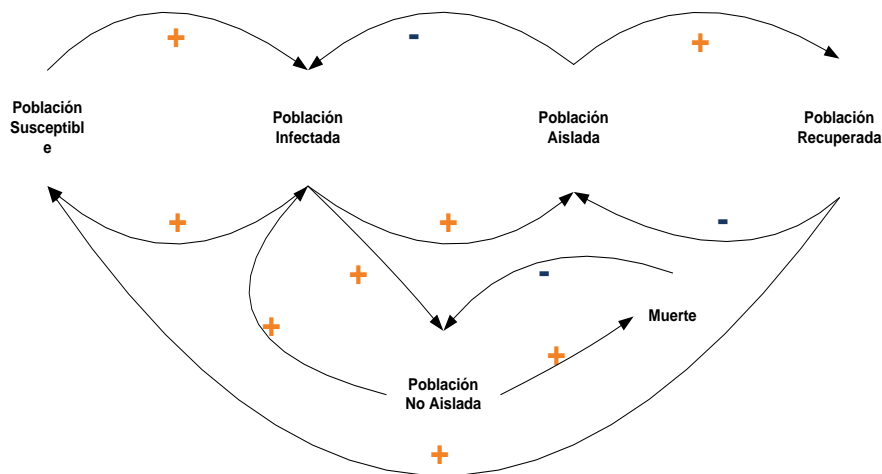 +
-
+
Población
Susceptibl
e
Población
Infectada
Población
Aislada
Población
Recuperada
+
+
-
+
-
+
Muerte
+
Población
No Aislada
+